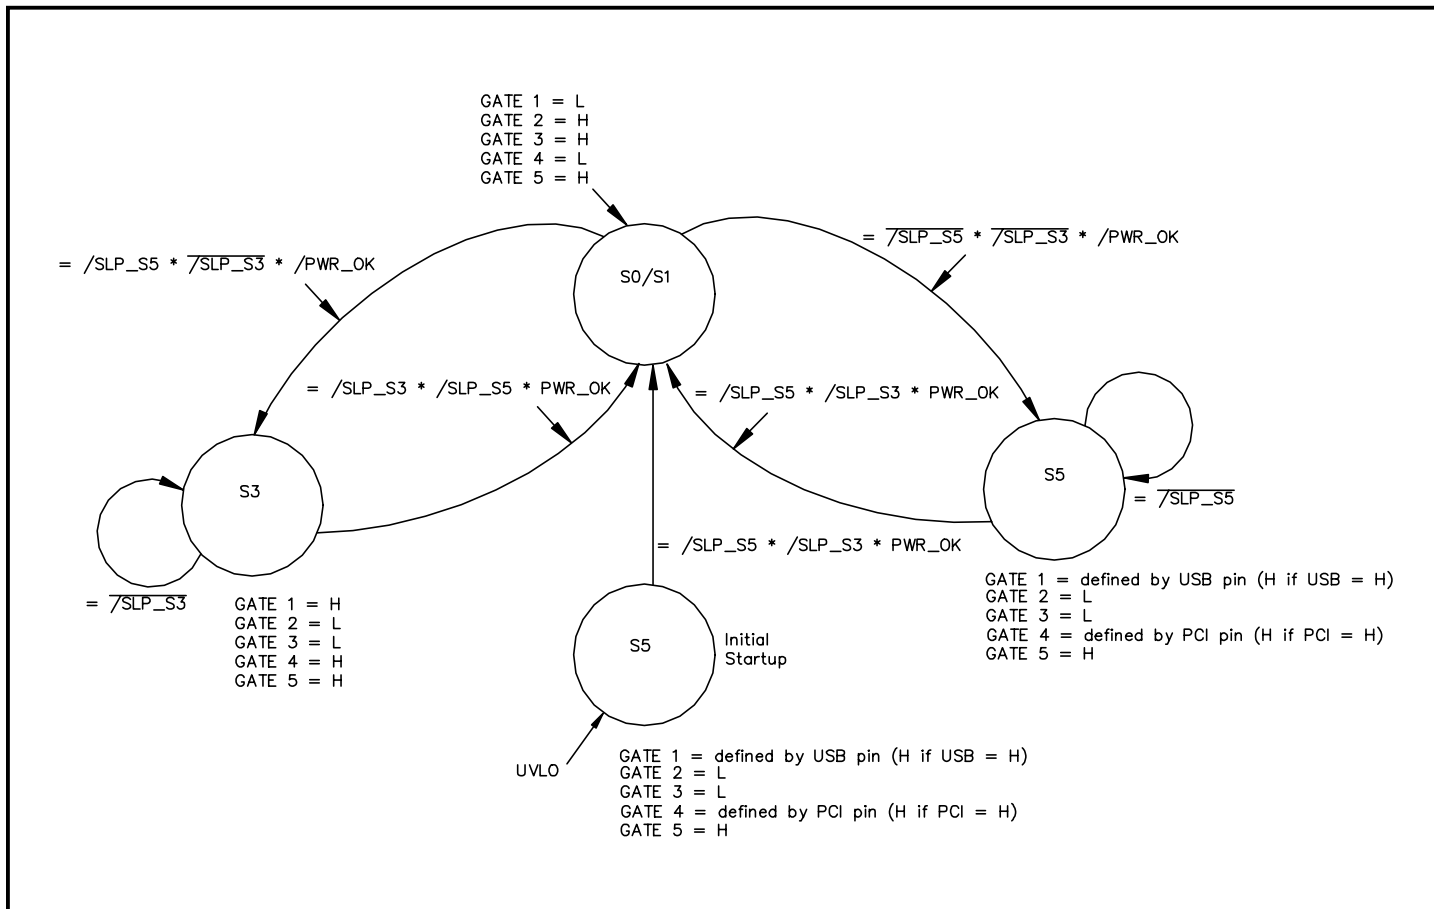 GATE 1 = L
GATE 2 = H
GATE 3 = H
GATE 4 = L
GATE 5 = H
= /SLP_S5 * /SLP_S3 * /PWR_OK
= /SLP_S5 * /SLP_S3 * /PWR_OK
S0/S1
= /SLP_S3 * /SLP_S5 * PWR_OK
= /SLP_S5 * /SLP_S3 * PWR_OK
S3
S5
= /SLP_S5
= /SLP_S5 * /SLP_S3 * PWR_OK
= /SLP_S3
GATE 1 = H
GATE 2 = L
GATE 3 = L
GATE 4 = H
GATE 5 = H
GATE 1 = defined by USB pin (H if USB = H)
GATE 2 = L
GATE 3 = L
GATE 4 = defined by PCI pin (H if PCI = H)
GATE 5 = H
S5
Initial
Startup
UVLO
GATE 1 = defined by USB pin (H if USB = H)
GATE 2 = L
GATE 3 = L
GATE 4 = defined by PCI pin (H if PCI = H)
GATE 5 = H